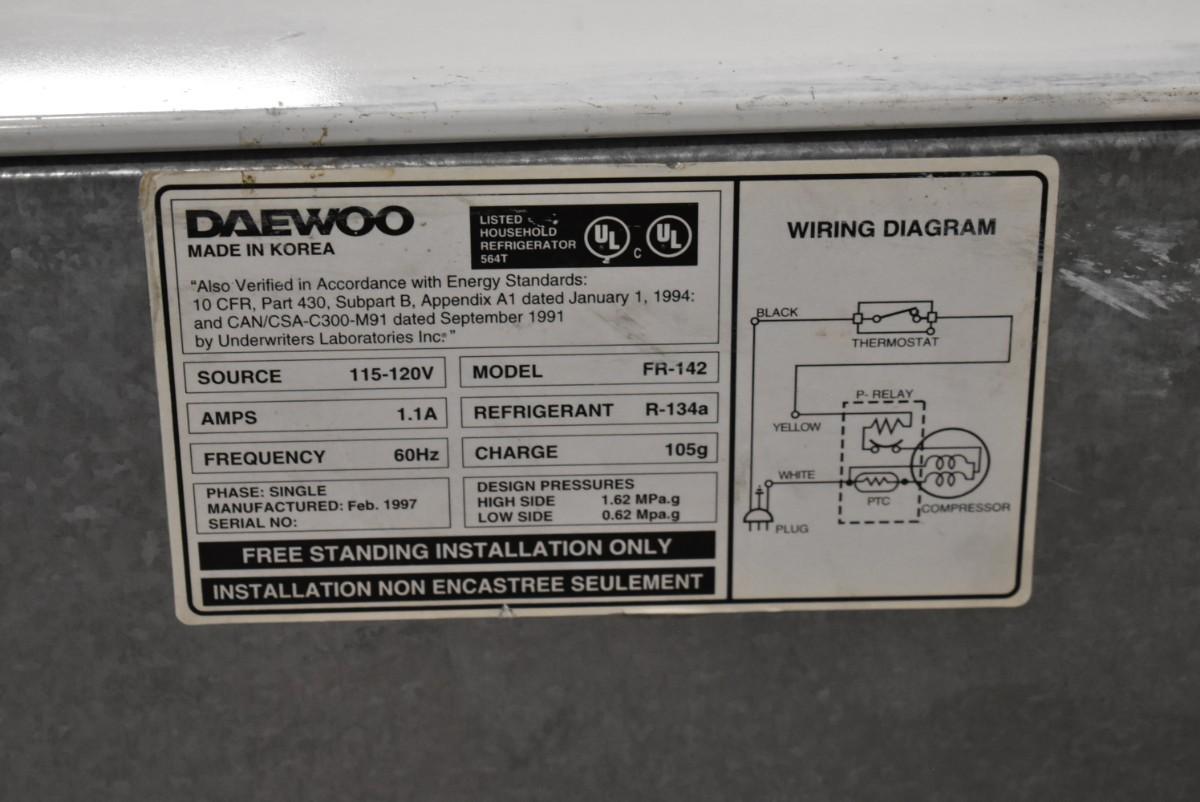 DAEWOO
MADE IN KOREA
LISTED
HOUSEHOLD
REFRIGERATOR
564T
UL
C UL
"Also Verified in Accordance with Energy Standards:
10 CFR, Part 430, Subpart B, Appendix A1 dated January 1, 1994:
and CAN/CSA-C300-M91 dated September 1991
by Underwriters Laboratories Inc.®"
SOURCE 115-120V
MODEL FR-142
AMPS 1.1A
REFRIGERANT R-134a
FREQUENCY 60Hz
CHARGE 105g
PHASE: SINGLE
MANUFACTURED: Feb. 1997
SERIAL NO:
DESIGN PRESSURES
HIGH SIDE 1.62 MPa.g
LOW SIDE 0.62 Mpa.g
FREE STANDING INSTALLATION ONLY
INSTALLATION NON ENCASTREE SEULEMENT
WIRING DIAGRAM
BLACK
THERMOSTAT
P- RELAY
YELLOW
WHITE
PTC
COMPRESSOR
PLUG